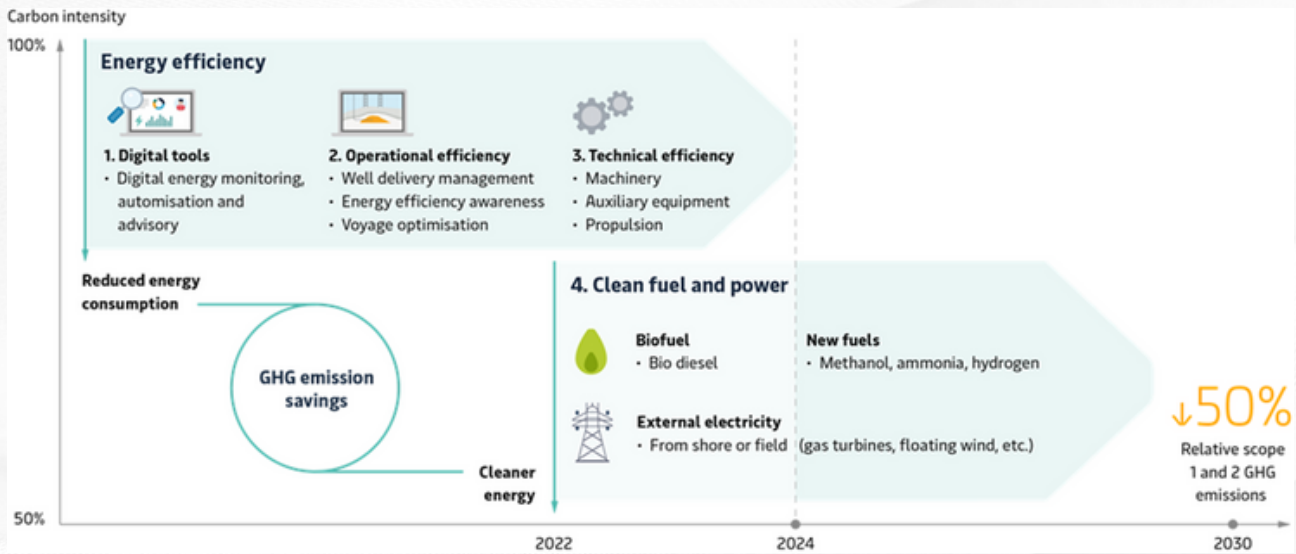 Carbon intensity
100%
Energy efficiency
1. Digital tools
• Digital energy monitoring,
automisation and
advisory
2. Operational efficiency
• Well delivery management
• Energy efficiency awareness
• Voyage optimisation
3. Technical efficiency
• Machinery
• Auxiliary equipment
• Propulsion
Reduced energy
consumption
GHG emission
savings
Cleaner
energy
4. Clean fuel and power
Biofuel
• Bio diesel
New fuels
• Methanol, ammonia, hydrogen
External electricity
• From shore or field (gas turbines, floating wind, etc.)
↓50%
Relative scope
1 and 2 GHG
emissions
50%
2022
2024
2030